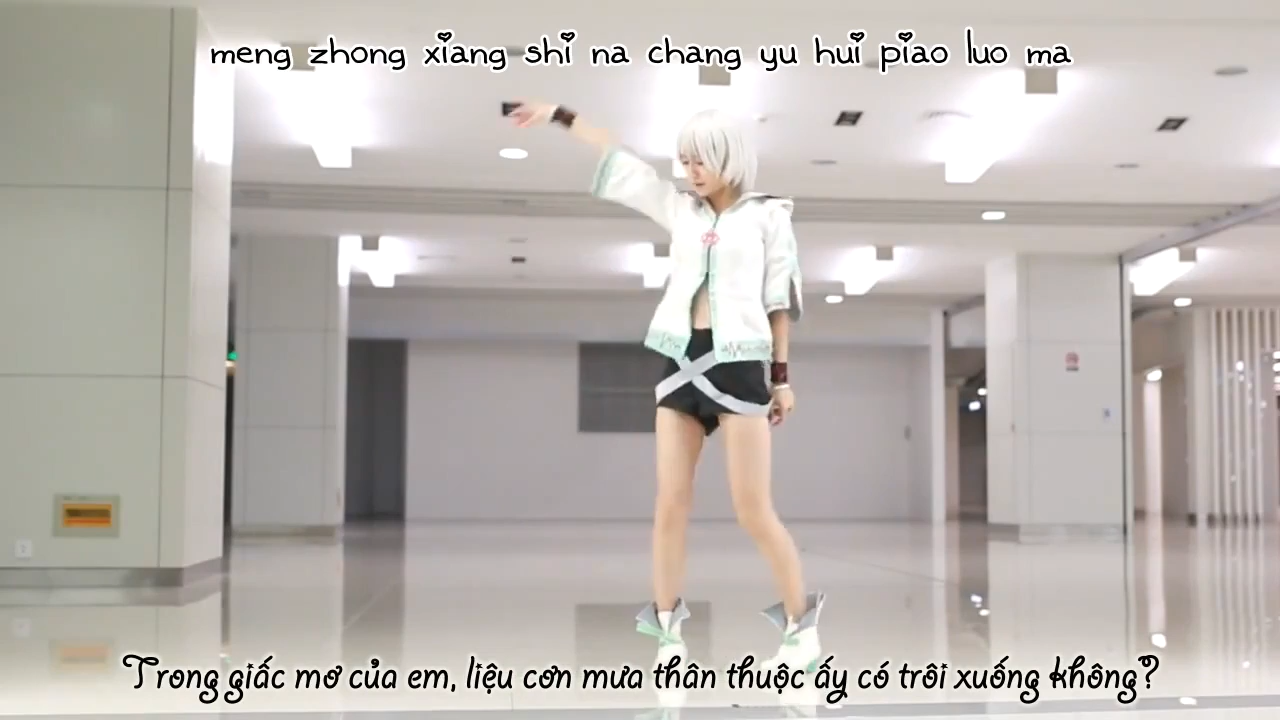 meng zhong xiang shi na chang yu hui piao luo ma
Trong giấc mơ của em, liệu cơn mưa thân thuộc ấy có trôi xuống không?